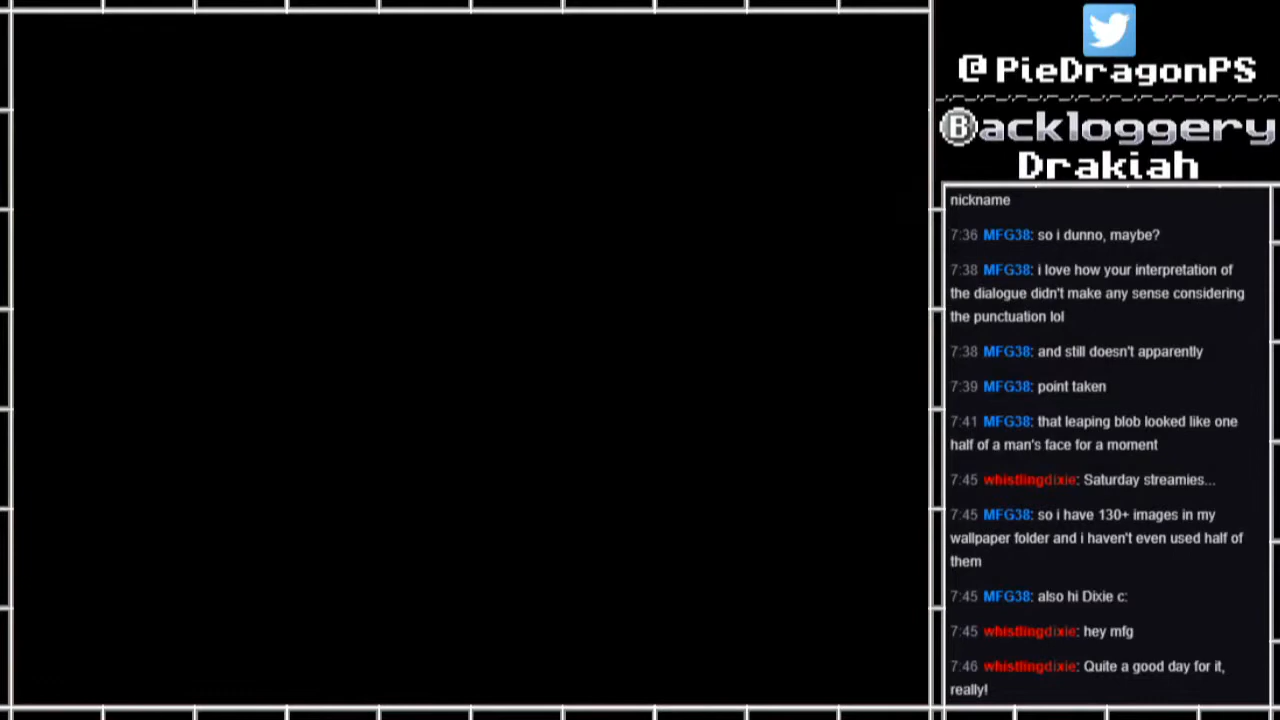 @PieDragonPS
Backloggery
Drakiah
nickname
7:36 MFG38: so i dunno, maybe?
7:38 MFG38: i love how your interpretation of
the dialogue didn't make any sense considering
the punctuation lol
7:38 MFG38: and still doesn't apparently
7:39 MFG38: point taken
7:41 MFG38: that leaping blob looked like one
half of a man's face for a moment
7:45 whistlingdixie: Saturday streamies...
7:45 MFG38: so i have 130+ images in my
wallpaper folder and i haven't even used half of
them
7:45 MFG38: also hi Dixie c:
7:45 whistlingdixie: hey mfg
7:46 whistlingdixie: Quite a good day for it,
really!